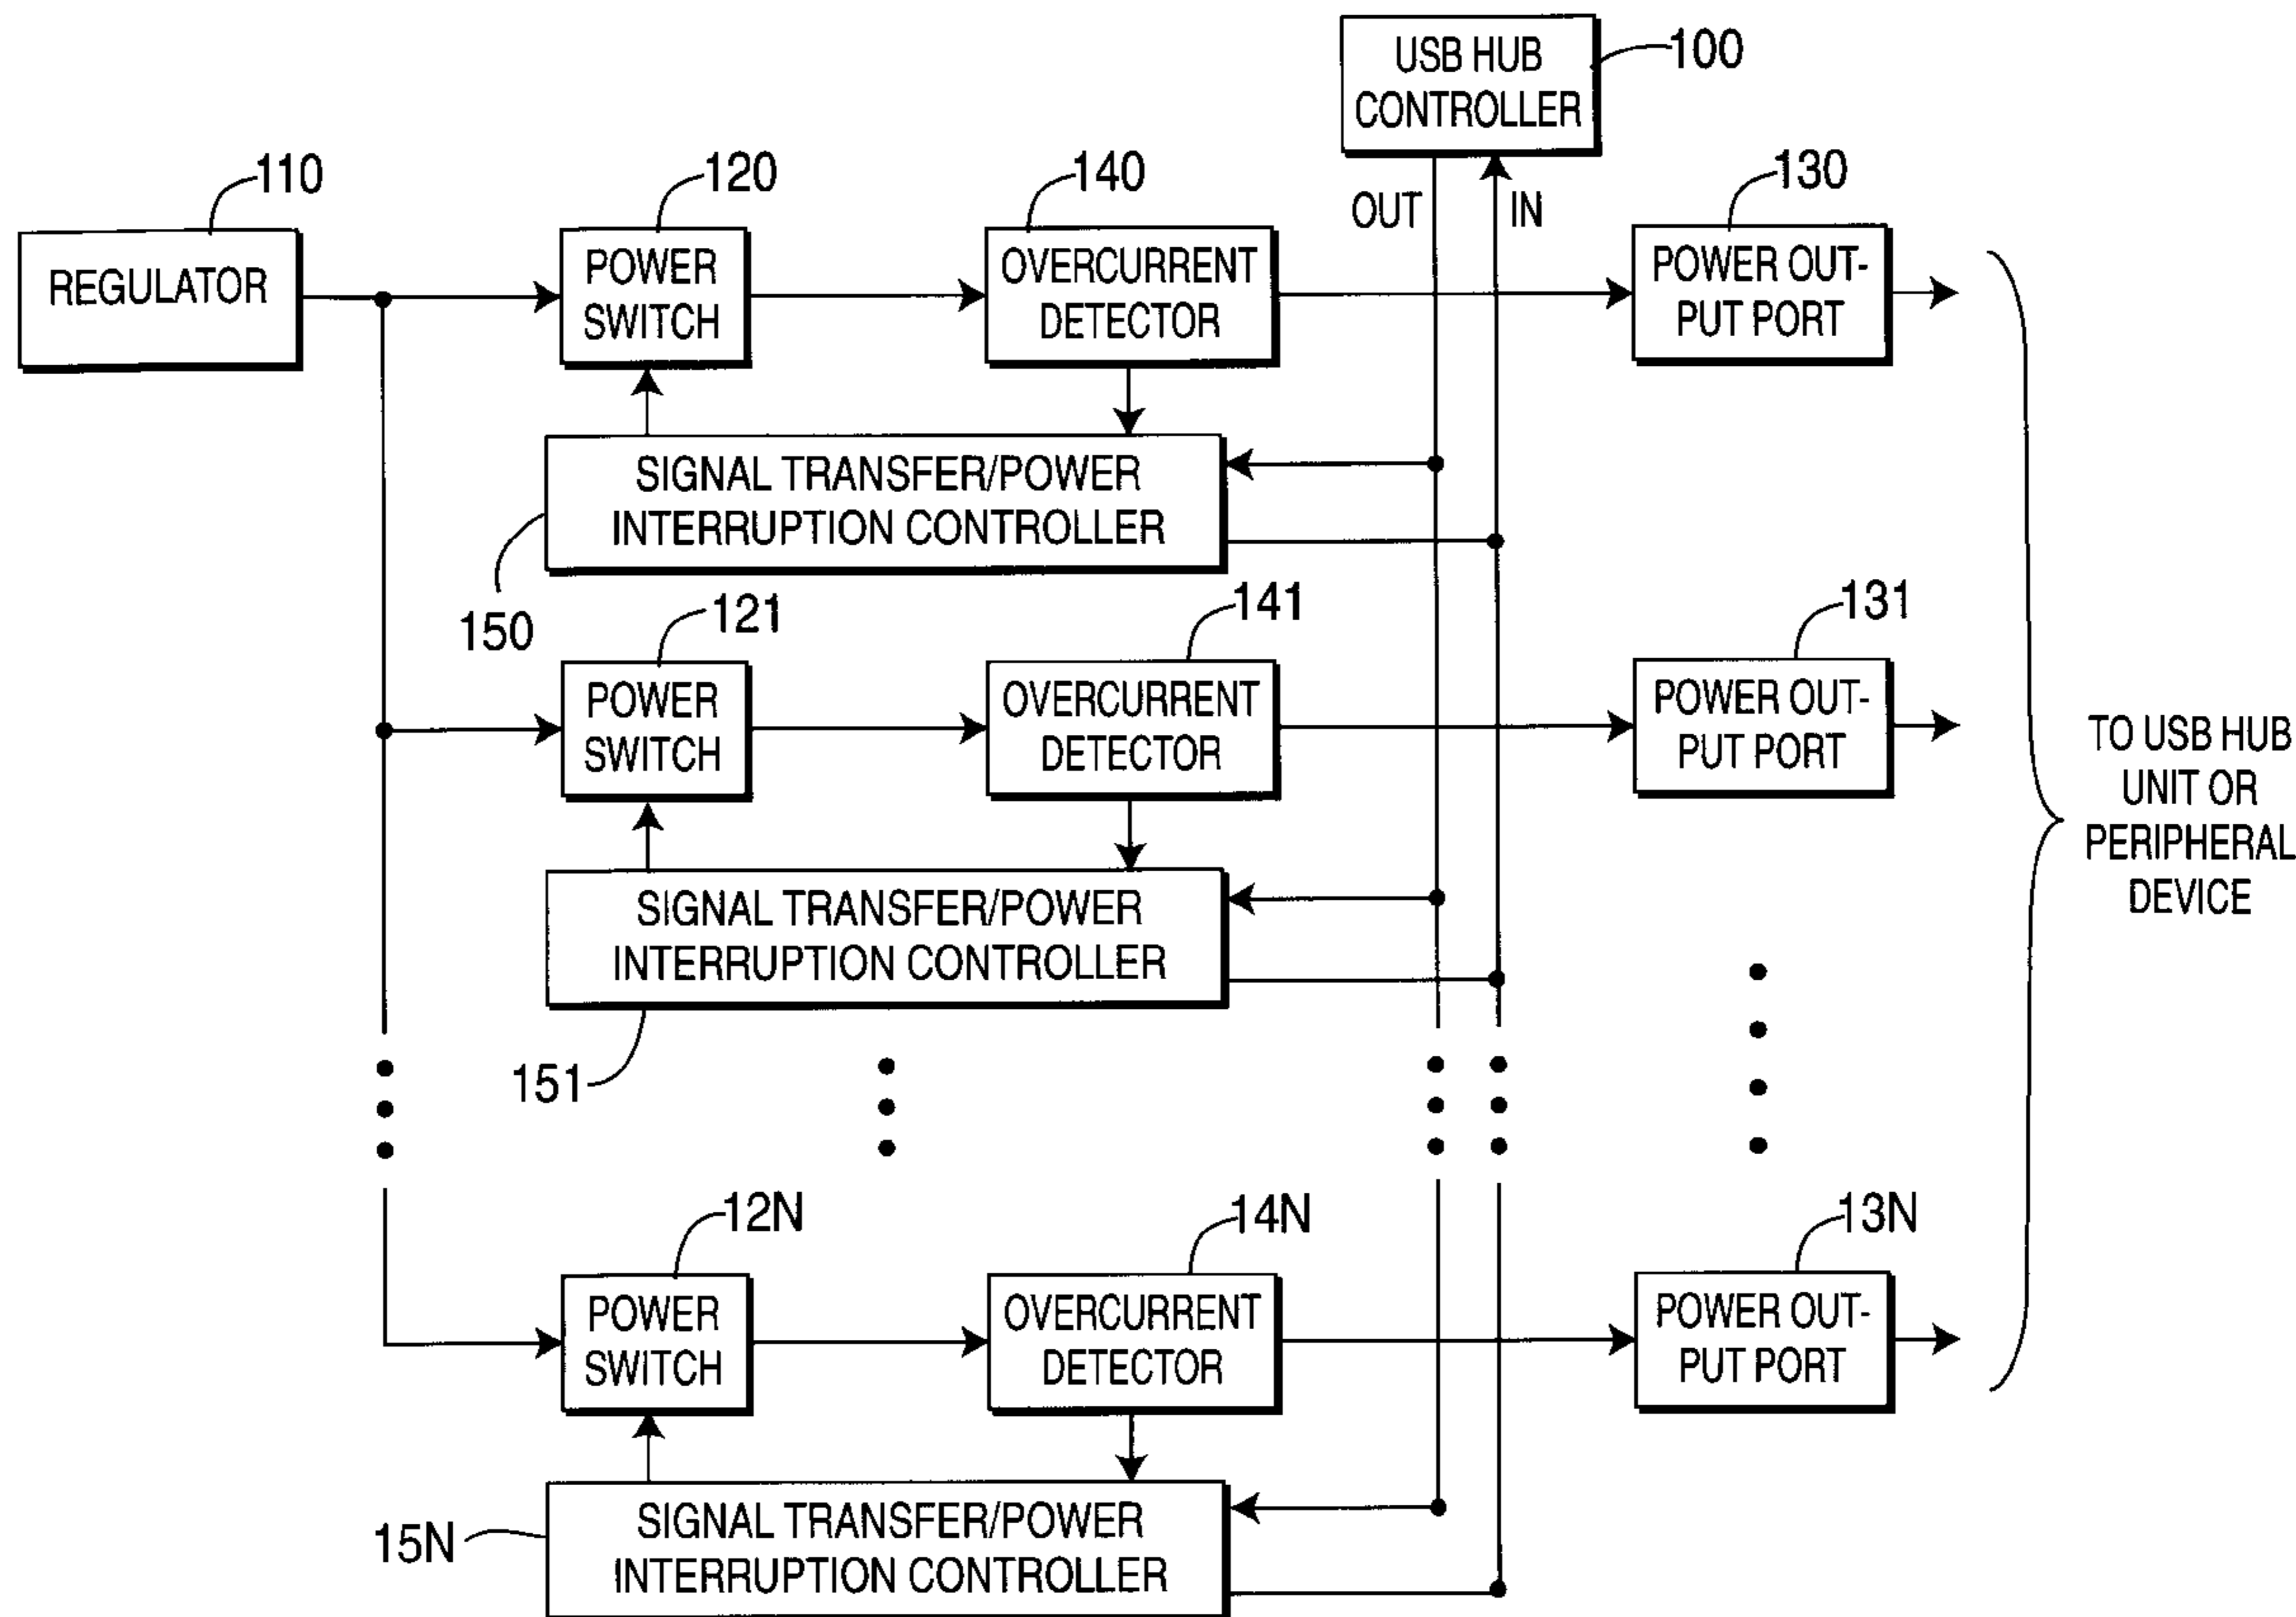 USB HUB
CONTROLLER
100
110
120
140
OUT
IN
130
REGULATOR
POWER
SWITCH
OVERCURRENT
DETECTOR
POWER OUT-
PUT PORT
SIGNAL TRANSFER/POWER
INTERRUPTION CONTROLLER
150
121
141
131
POWER
SWITCH
OVERCURRENT
DETECTOR
POWER OUT-
PUT PORT
TO USB HUB
UNIT OR
PERIPHERAL
DEVICE
SIGNAL TRANSFER/POWER
INTERRUPTION CONTROLLER
151
12N
14N
13N
POWER
SWITCH
OVERCURRENT
DETECTOR
POWER OUT-
PUT PORT
SIGNAL TRANSFER/POWER
INTERRUPTION CONTROLLER
15N